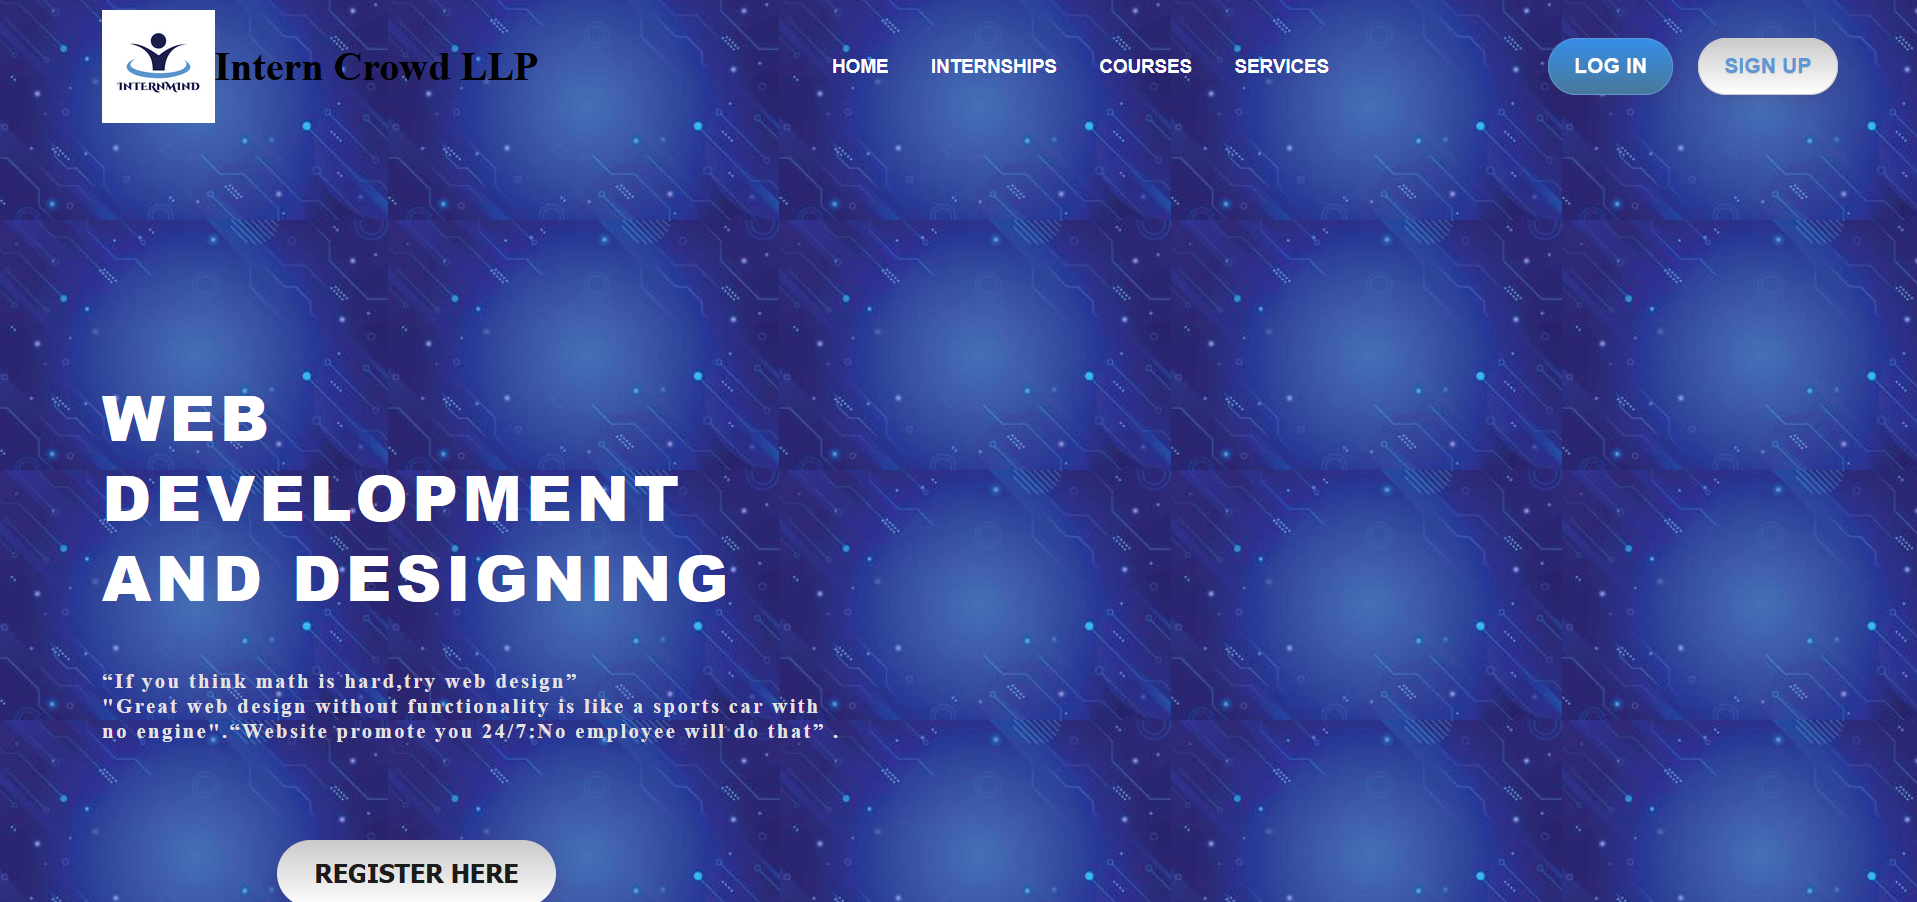 INTERNMIND
Intern Crowd LLP
HOME INTERNSHIPS COURSES SERVICES
LOG IN SIGN UP
WEB
DEVELOPMENT
AND DESIGNING
“If you think math is hard,try web design”
"Great web design without functionality is like a sports car with
no engine".“Website promote you 24/7:No employee will do that” .
REGISTER HERE